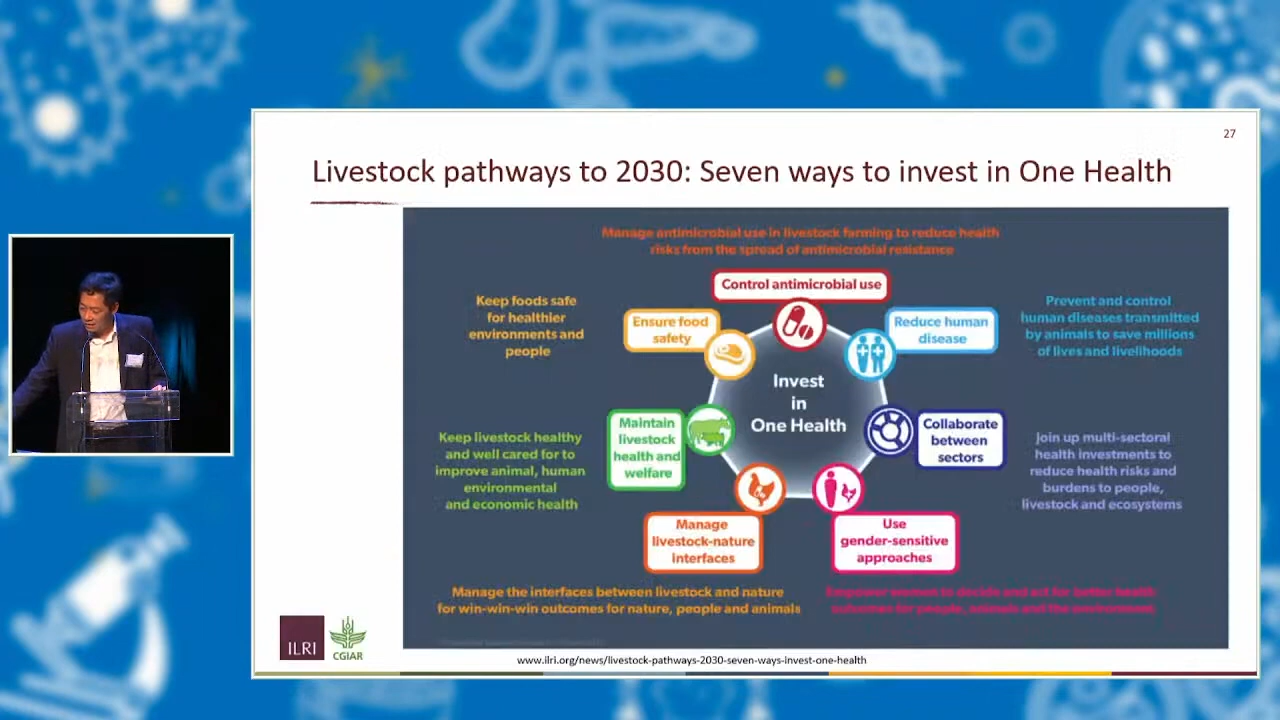 27
Livestock pathways to 2030: Seven ways to invest in One Health
Manage antimicrobial use in livestock farming to reduce health
risks from the spread of antimicrobial resistance
Control antimicrobial use
Keep foods safe
for healthier
environments and
people
Ensure food
safety
Reduce human
disease
Prevent and control
human diseases transmitted
by animals to save millions
of lives and livelihoods
Invest
in
One Health
Keep livestock healthy
and well cared for to
improve animal, human
environmental
and economic health
Maintain
livestock
health and
welfare
Collaborate
between
sectors
Join up multi-sectoral
health investments to
reduce health risks and
burdens to people,
livestock and ecosystems
Manage
livestock-nature
interfaces
Use
gender-sensitive
approaches
Manage the interfaces between livestock and nature
for win-win-win outcomes for nature, people and animals
Empower women to decide and act for better health
outcomes for people, animals and the environment
ILRI
CGIAR
www.ilri.org/news/livestock-pathways-2030-seven-ways-invest-one-health